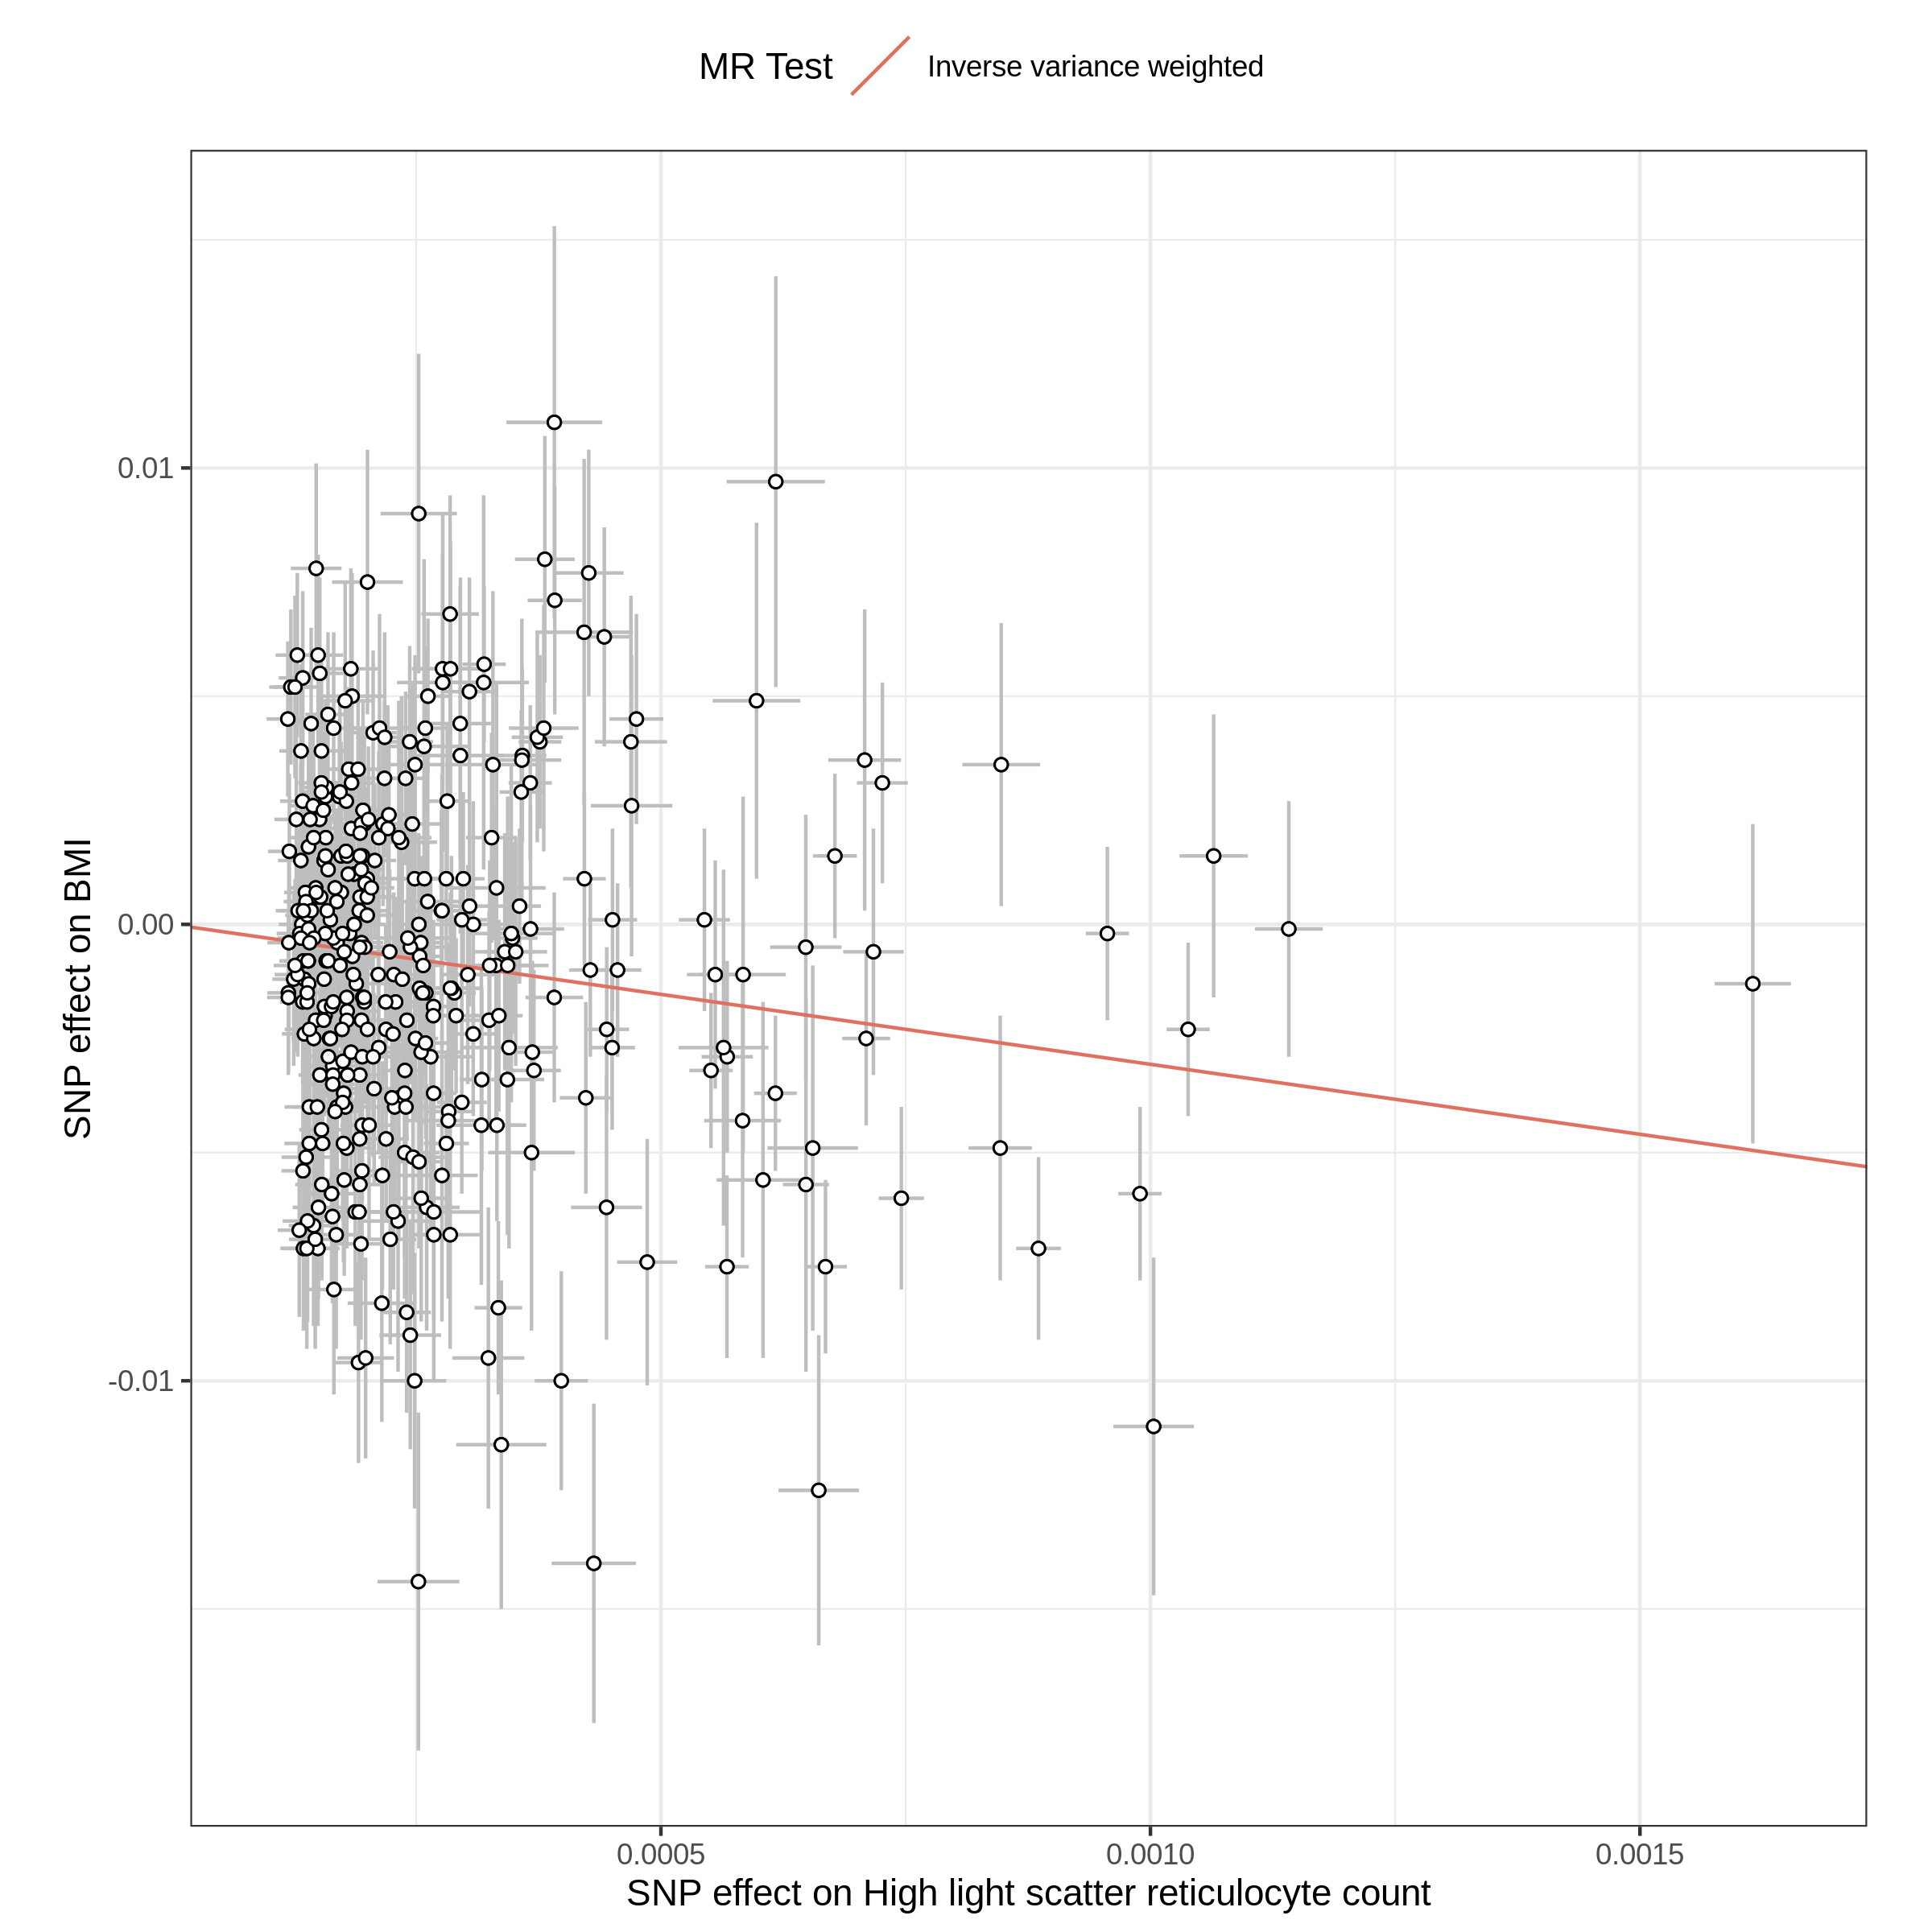 MR Test Inverse variance weighted
SNP effect on BMI
0.01
0.00
-0.01
0.0005 0.0010 0.0015
SNP effect on High light scatter reticulocyte count